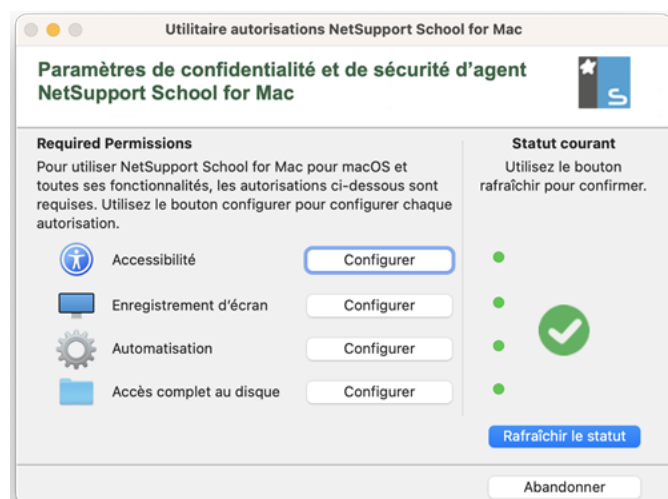 Utilitaire autorisations NetSupport School for Mac
Paramètres de confidentialité et de sécurité d'agent
NetSupport School for Mac
S
Required Permissions
Pour utiliser NetSupport School for Mac pour macOS et
toutes ses fonctionnalités, les autorisations ci-dessous sont
requises. Utilisez le bouton configurer pour configurer chaque
autorisation.
Statut courant
Utilisez le bouton
rafraîchir pour confirmer.
Accessibilité
Configurer
Enregistrement d'écran
Configurer
Automatisation
Configurer
Accès complet au disque
Configurer
Rafraîchir le statut
Abandonner